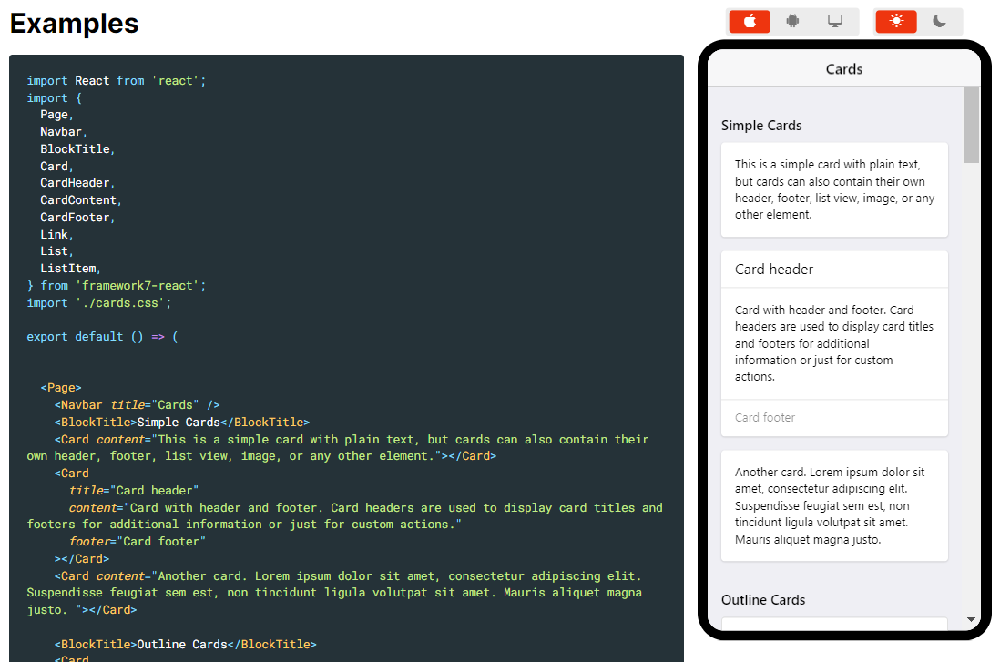 Examples
import React from 'react';
import {
  Page,
  Navbar,
  BlockTitle,
  Card,
  CardHeader,
  CardContent,
  CardFooter,
  Link,
  List,
  ListItem,
} from 'framework7-react';
import './cards.css';
export default () => (
  <Page>
    <Navbar title="Cards" />
    <BlockTitle>Simple Cards</BlockTitle>
    <Card content="This is a simple card with plain text, but cards can also contain their
own header, footer, list view, image, or any other element."></Card>
    <Card
      title="Card header"
      content="Card with header and footer. Card headers are used to display card titles and
footers for additional information or just for custom actions."
      footer="Card footer"
    ></Card>
    <Card content="Another card. Lorem ipsum dolor sit amet, consectetur adipiscing elit.
Suspendisse feugiat sem est, non tincidunt ligula volutpat sit amet. Mauris aliquet magna
justo. "></Card>
    <BlockTitle>Outline Cards</BlockTitle>
    <Card
Cards
Simple Cards
This is a simple card with plain text,
but cards can also contain their own
header, footer, list view, image, or any
other element.
Card header
Card with header and footer. Card
headers are used to display card titles
and footers for additional
information or just for custom
actions.
Card footer
Another card. Lorem ipsum dolor sit
amet, consectetur adipiscing elit.
Suspendisse feugiat sem est, non
tincidunt ligula volutpat sit amet.
Mauris aliquet magna justo.
Outline Cards